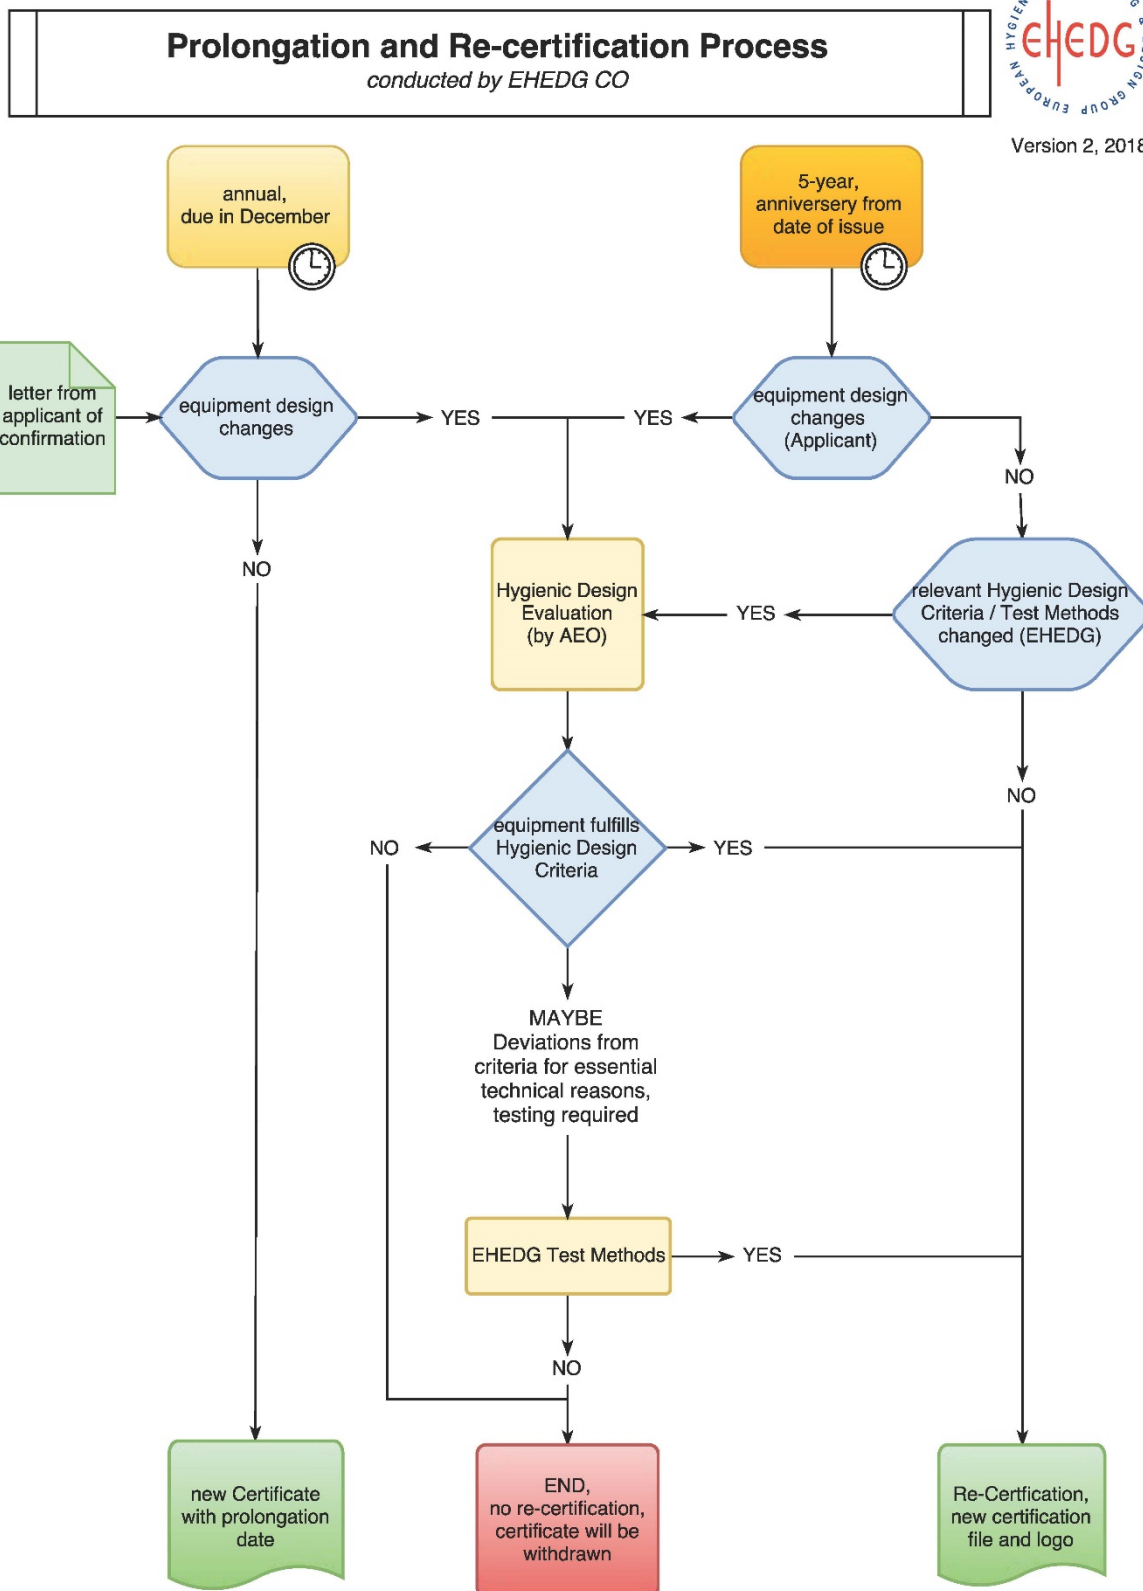 Prolongation and Re-certification Process
conducted by EHEDG CO
EHEDG
EUROPEAN HYGIEN
G &
SIGN GROUP
Version 2, 2018
annual,
due in December
5-year,
anniversery from
date of issue
letter from
applicant of
confirmation
equipment design
changes
YES
YES
equipment design
changes
(Applicant)
NO
NO
Hygienic Design
Evaluation
(by AEO)
YES
relevant Hygienic Design
Criteria / Test Methods
changed (EHEDG)
NO
NO
equipment fulfills
Hygienic Design
Criteria
YES
MAYBE
Deviations from
criteria for essential
technical reasons,
testing required
EHEDG Test Methods
YES
NO
new Certificate
with prolongation
date
END,
no re-certification,
certificate will be
withdrawn
Re-Certfication,
new certification
file and logo